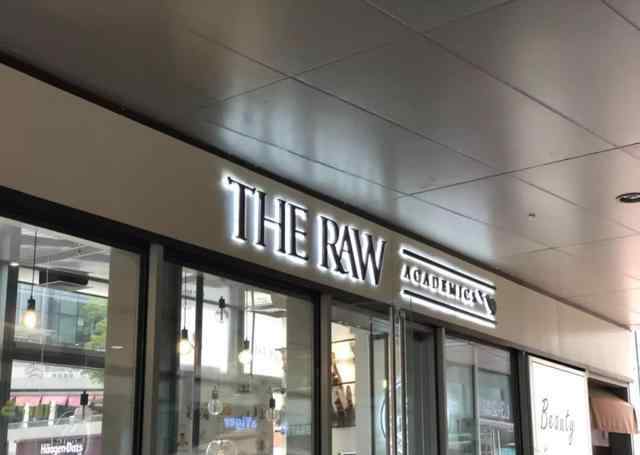 THE RAW
ACADEMICS
Beauty
Häagen-Dazs